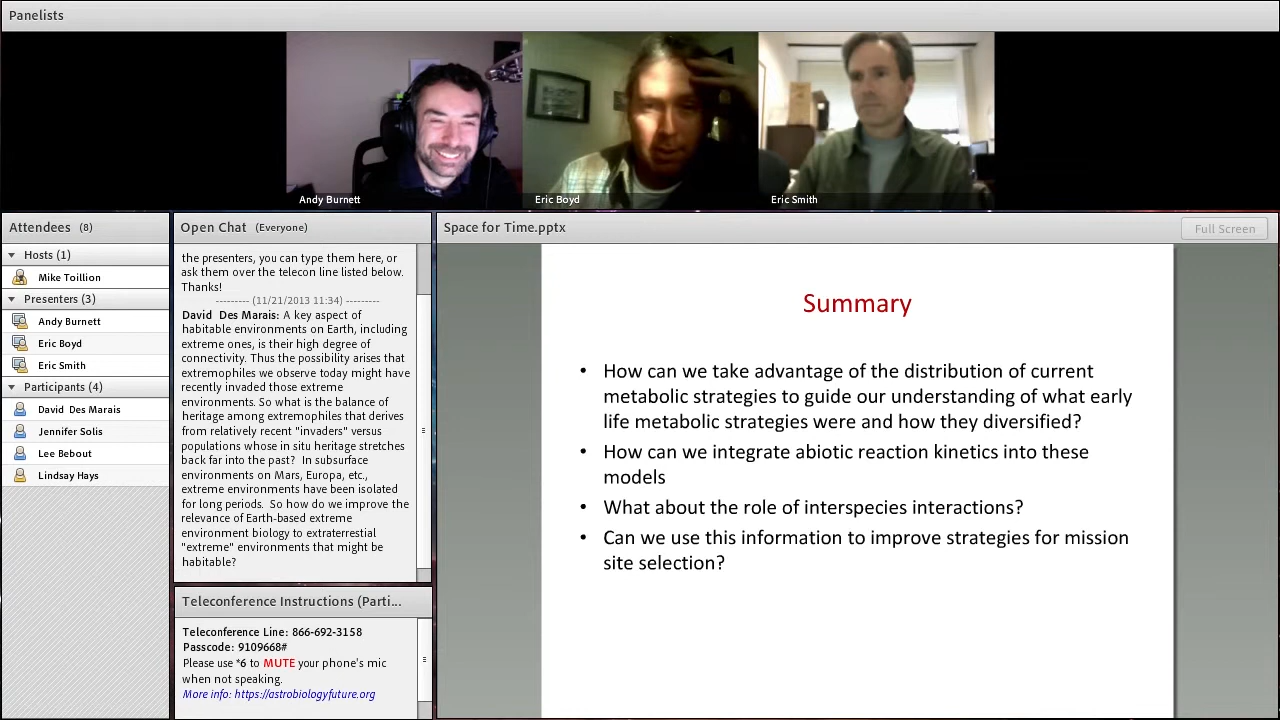 Panelists
Andy Burnett
Eric Boyd
Eric Smith
Attendees (8)
Hosts (1)
Mike Toillion
Presenters (3)
Andy Burnett
Eric Boyd
Eric Smith
Participants (4)
David Des Marais
Jennifer Solis
Lee Bebout
Lindsay Hays
Open Chat (Everyone)
the presenters, you can type them here, or
ask them over the telecon line listed below.
Thanks!
--------- (11/21/2013 11:34) ---------
David Des Marais: A key aspect of
habitable environments on Earth, including
extreme ones, is their high degree of
connectivity. Thus the possibility arises that
extremophiles we observe today might have
recently invaded those extreme
environments. So what is the balance of
heritage among extremophiles that derives
from relatively recent "invaders" versus
populations whose in situ heritage stretches
back far into the past? In subsurface
environments on Mars, Europa, etc.,
extreme environments have been isolated
for long periods. So how do we improve the
relevance of Earth-based extreme
environment biology to extraterrestial
"extreme" environments that might be
habitable?
Teleconference Instructions (Parti...
Teleconference Line: 866-692-3158
Passcode: 9109668#
Please use *6 to MUTE your phone's mic
when not speaking.
More info: https://astrobiologyfuture.org
Space for Time.pptx
Full Screen
Summary
• How can we take advantage of the distribution of current
metabolic strategies to guide our understanding of what early
life metabolic strategies were and how they diversified?
• How can we integrate abiotic reaction kinetics into these
models
• What about the role of interspecies interactions?
• Can we use this information to improve strategies for mission
site selection?